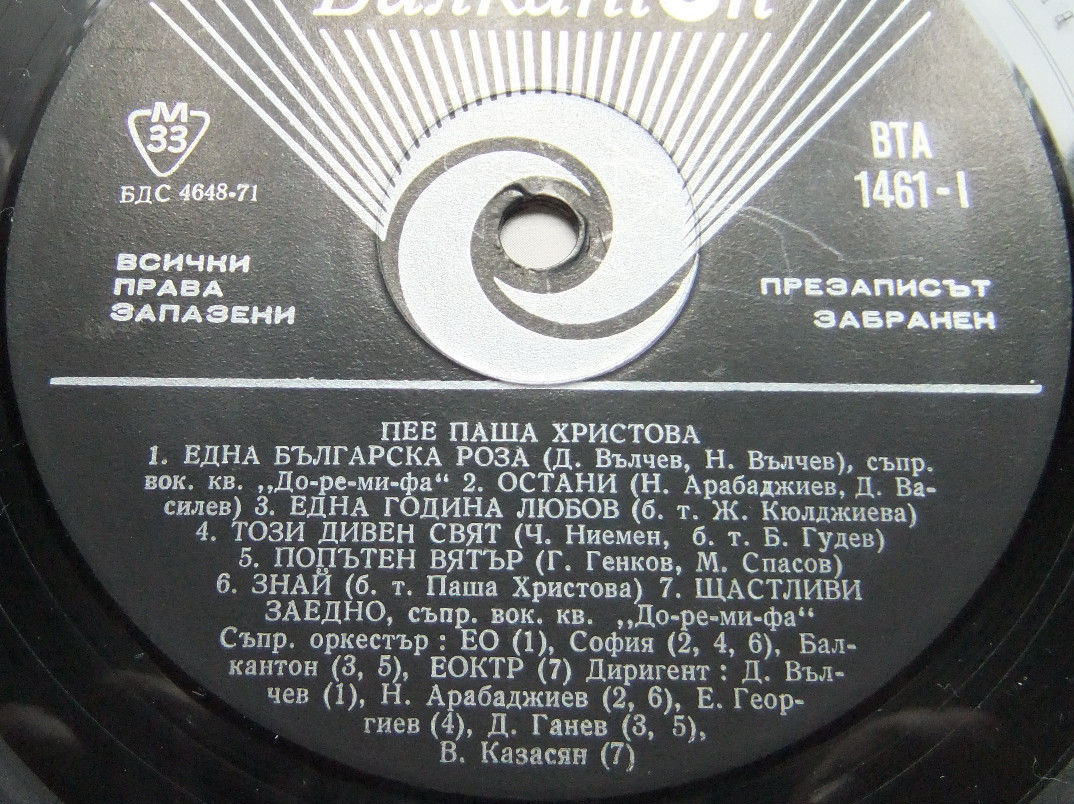 Балкантон
М
33
БДС 4648-71
ВТА
1461-I
ВСИЧКИ
ПРАВА
ЗАПАЗЕНИ
ПРЕЗАПИСЪТ
ЗАБРАНЕН
ПЕЕ ПАША ХРИСТОВА
1. ЕДНА БЪЛГАРСКА РОЗА (Д. Вълчев, Н. Вълчев), съпр.
вок. кв. „До-ре-ми-фа“ 2. ОСТАНИ (Н. Арабаджиев, Д. Ва-
силев) 3. ЕДНА ГОДИНА ЛЮБОВ (б. т. Ж. Кюлджиева)
4. ТОЗИ ДИВЕН СВЯТ (Ч. Ниемен, б. т. Б. Гудев)
5. ПОПЪТЕН ВЯТЪР (Г. Генков, М. Спасов)
6. ЗНАЙ (б. т. Паша Христова) 7. ЩАСТЛИВИ
ЗАЕДНО, съпр. вок. кв. „До-ре-ми-фа“
Съпр. оркестър : ЕО (1), София (2, 4, 6), Бал-
кантон (3, 5), ЕОКТР (7) Диригент : Д. Въл-
чев (1), Н. Арабаджиев (2, 6), Е. Геор-
гиев (4), Д. Ганев (3, 5),
В. Казасян (7)